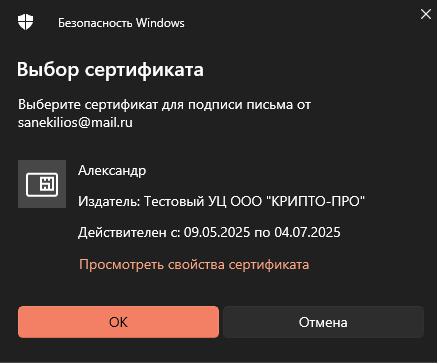 Безопасность Windows
Выбор сертификата
Выберите сертификат для подписи письма от
sanekilios@mail.ru
Александр
Издатель: Тестовый УЦ ООО "КРИПТО-ПРО"
Действителен с: 09.05.2025 по 04.07.2025
Просмотреть свойства сертификата
ОК
Отмена